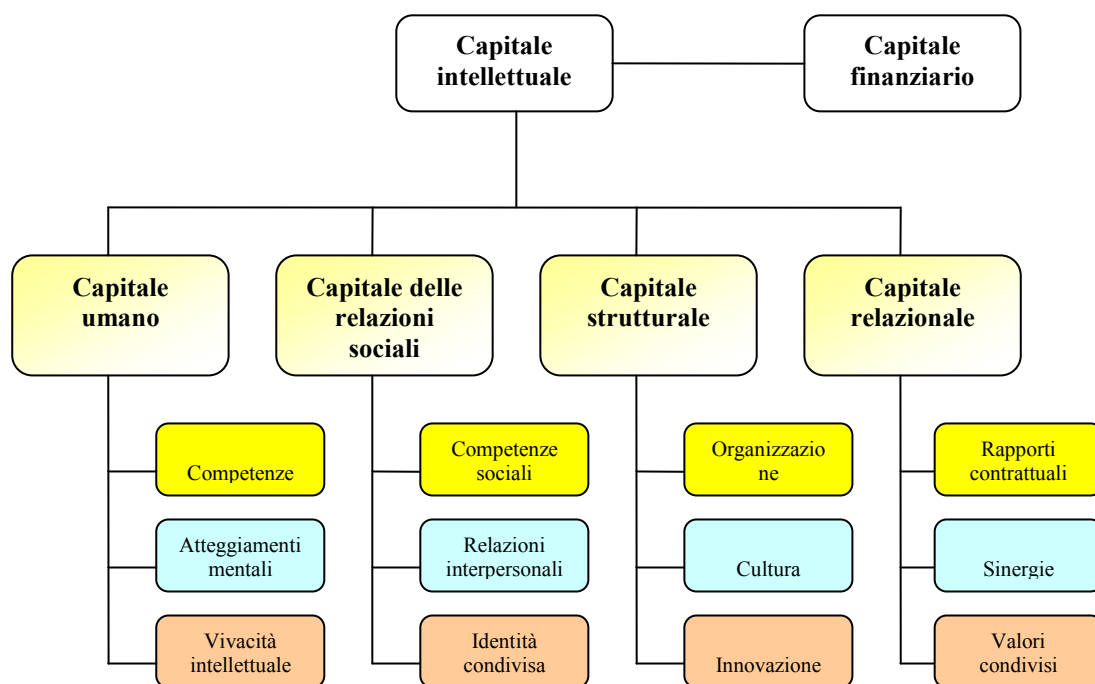 Capitale
intellettuale
Capitale
finanziario
Capitale
umano
Capitale delle
relazioni
sociali
Capitale
strutturale
Capitale
relazionale
Competenze
Competenze
sociali
Organizzazio
ne
Rapporti
contrattuali
Atteggiamenti
mentali
Relazioni
interpersonali
Cultura
Sinergie
Vivacità
intellettuale
Identità
condivisa
Innovazione
Valori
condivisi